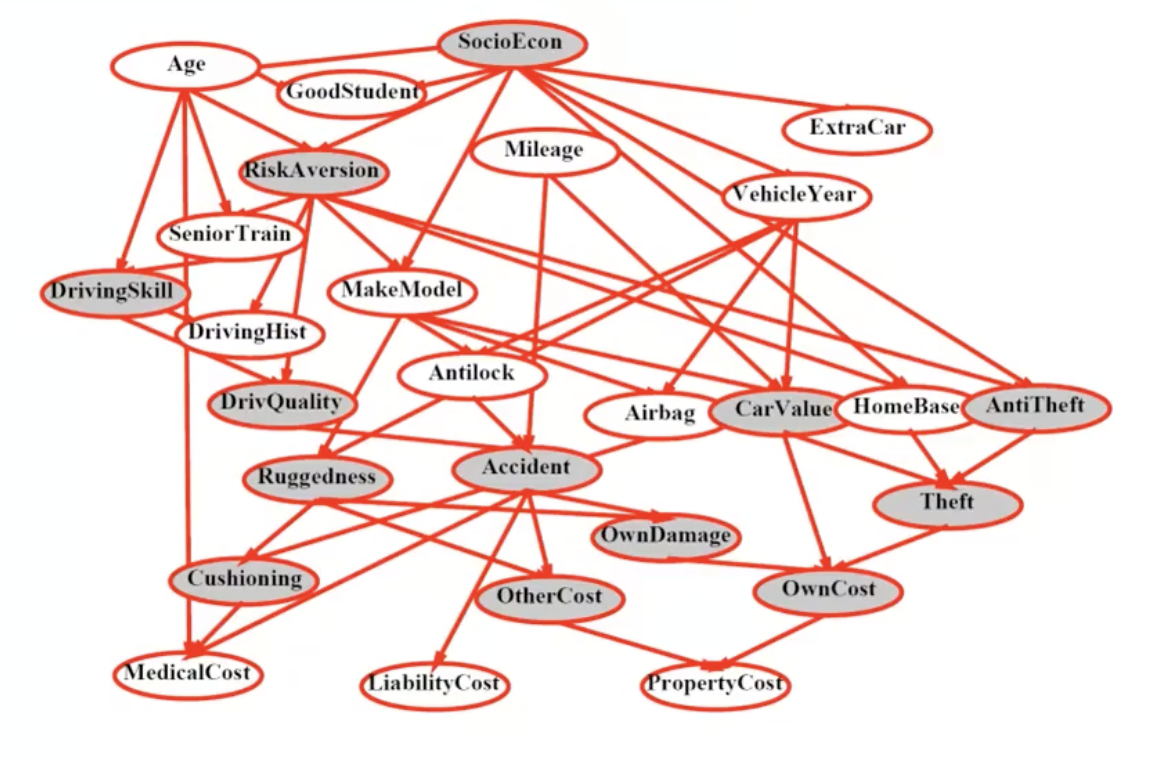 SocioEcon
Age
GoodStudent
ExtraCar
Mileage
RiskAversion
VehicleYear
SeniorTrain
DrivingSkill
MakeModel
DrivingHist
Antilock
DrivQuality
Airbag
CarValue
HomeBase
AntiTheft
Ruggedness
Accident
Theft
OwnDamage
Cushioning
OtherCost
OwnCost
MedicalCost
LiabilityCost
PropertyCost